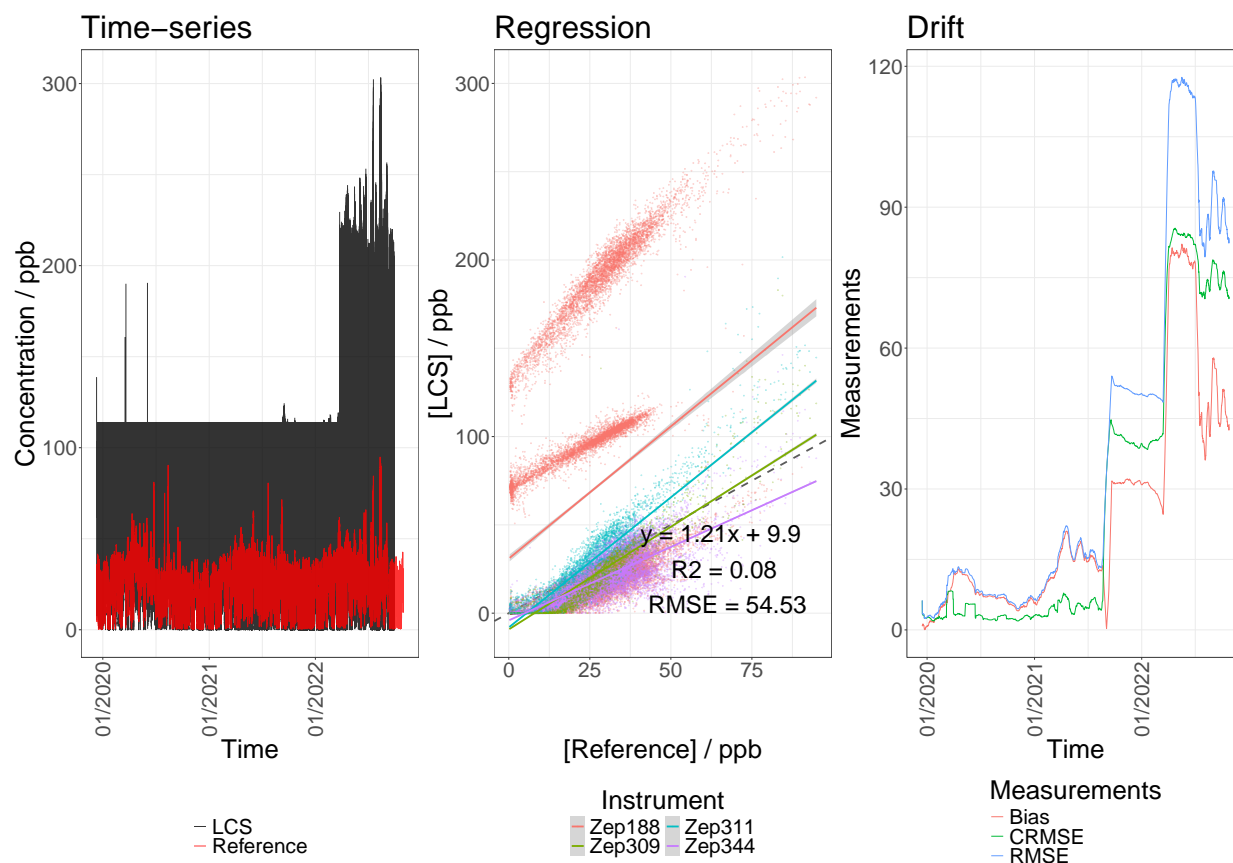 Time−series
Concentration / ppb
300
200
100
0
01/2020
01/2021
01/2022
Time
LCS
Reference
Regression
[LCS] / ppb
300
200
100
0
y = 1.21x + 9.9
R2 = 0.08
RMSE = 54.53
0
25
50
75
[Reference] / ppb
Instrument
Zep188
Zep309
Zep311
Zep344
Drift
Measurements
120
90
60
30
0
01/2020
01/2021
01/2022
Time
Measurements
Bias
CRMSE
RMSE